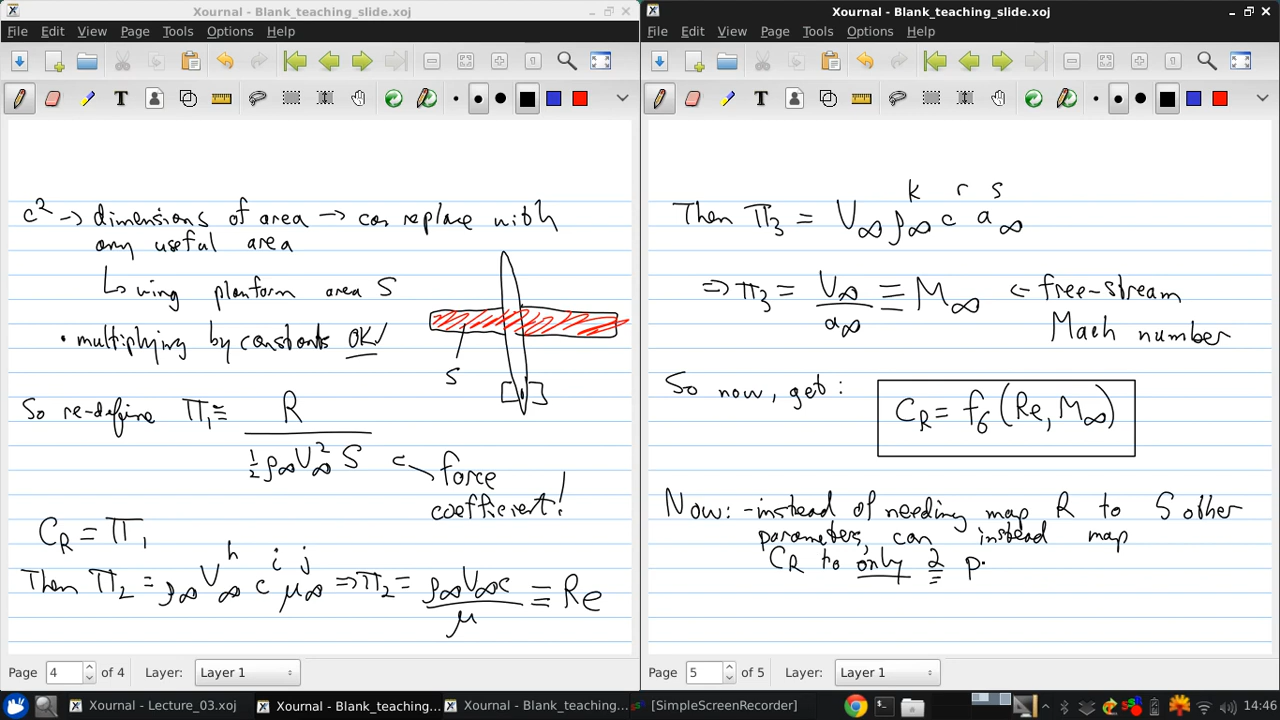 Xournal - Blank_teaching_slide.xoj
File Edit View Page Tools Options Help
c² → dimensions of area → can replace with
any useful area
↳ wing planform area S
• multiplying by constants OK✓
S
So re-define Π₁ ≡ R / (½ρ∞V∞² S) ← force
coefficient!
C_R = Π₁
Then Π₂ = ρ∞ V∞^h c^i μ∞^j ⇒ Π₂ = ρ∞V∞c / μ ≡ Re
Page 4 of 4 Layer: Layer 1
Xournal - Blank_teaching_slide.xoj
File Edit View Page Tools Options Help
Then Π₃ = V∞ ρ∞^k c^r a∞^s
⇒ Π₃ = V∞ / a∞ ≡ M∞ ← free-stream
Mach number
So now, get:
C_R = f₆(Re, M∞)
Now: - instead of needing map R to 5 other
parameters, can instead map
C_R to only 2 p
Page 5 of 5 Layer: Layer 1
Xournal - Lecture_03.xoj Xournal - Blank_teaching... Xournal - Blank_teaching... [SimpleScreenRecorder] 14:46